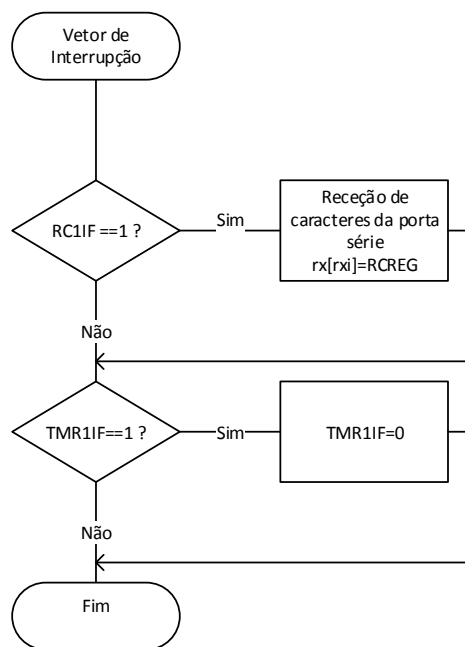 Vetor de
Interrupção
RC1IF ==1 ?
Sim
Receção de
caracteres da porta
série
rx[rxi]=RCREG
Não
TMR1IF==1 ?
Sim
TMR1IF=0
Não
Fim